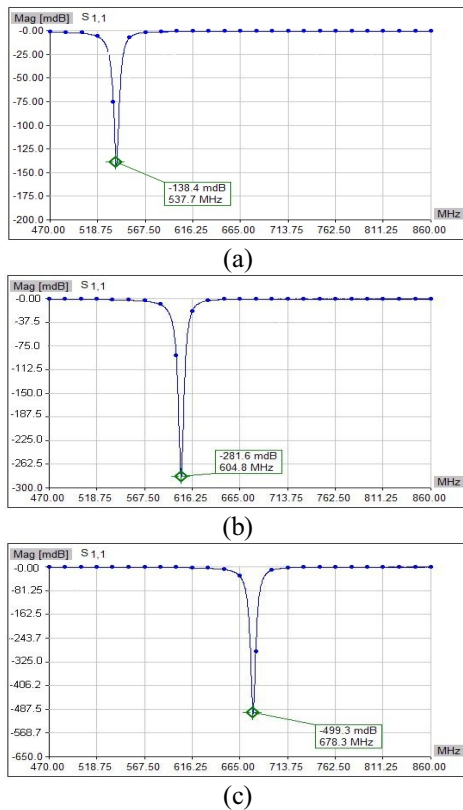 Mag [mdB] S1,1
-0.00
-25.00
-50.00
-75.00
-100.0
-125.0
-150.0
-175.0
-200.0
-138.4 mdB
537.7 MHz
MHz
470.00 518.75 567.50 616.25 665.00 713.75 762.50 811.25 860.00
(a)
Mag [mdB] S1,1
-0.00
-37.5
-75.0
-112.5
-150.0
-187.5
-225.0
-262.5
-300.0
-281.6 mdB
604.8 MHz
MHz
470.00 518.75 567.50 616.25 665.00 713.75 762.50 811.25 860.00
(b)
Mag [mdB] S1,1
-0.00
-81.25
-162.5
-243.7
-325.0
-406.2
-487.5
-568.7
-650.0
-499.3 mdB
678.3 MHz
MHz
470.00 518.75 567.50 616.25 665.00 713.75 762.50 811.25 860.00
(c)